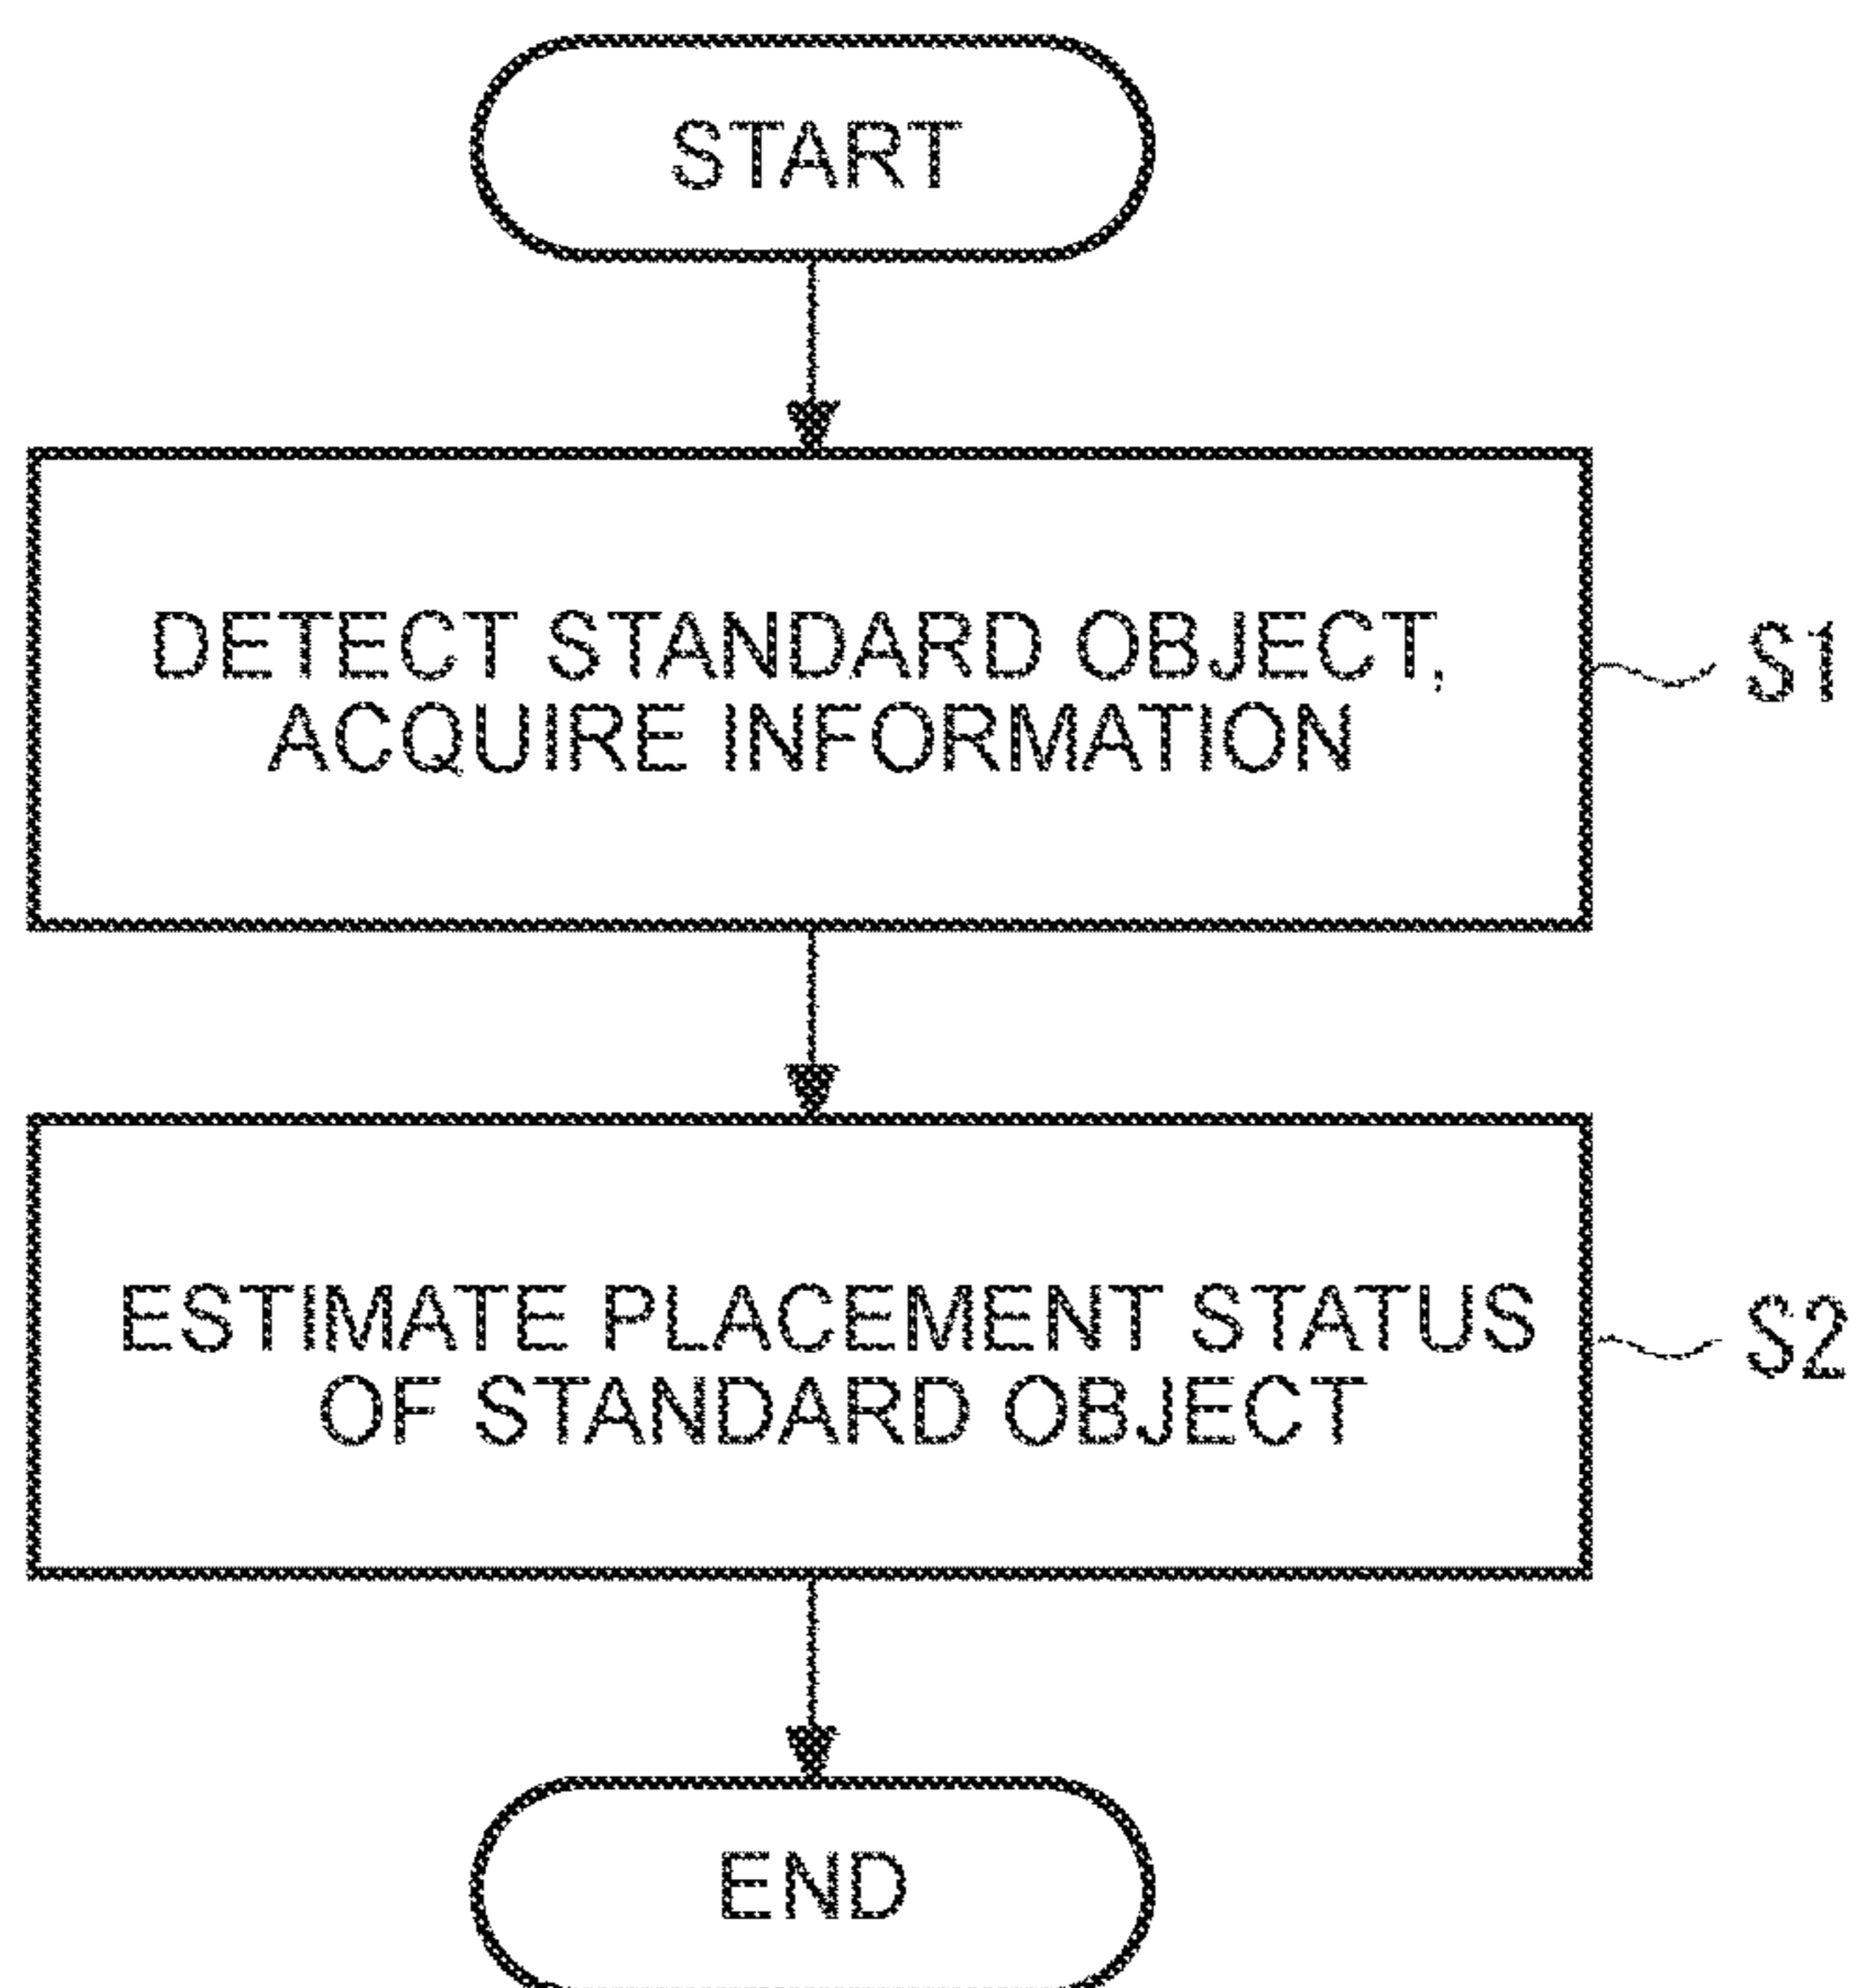 START
DETECT STANDARD OBJECT,
ACQUIRE INFORMATION
S1
ESTIMATE PLACEMENT STATUS
OF STANDARD OBJECT
S2
END